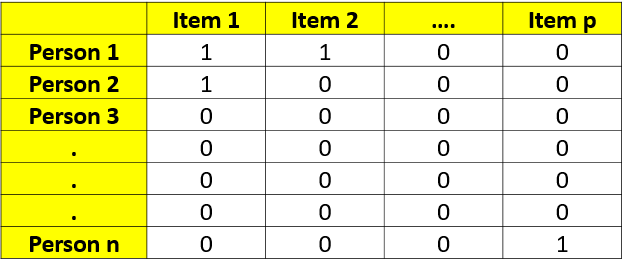 Item 1 Item 2 .... Item p
Person 1 1 1 0 0
Person 2 1 0 0 0
Person 3 0 0 0 0
. 0 0 0 0
. 0 0 0 0
. 0 0 0 0
Person n 0 0 0 1